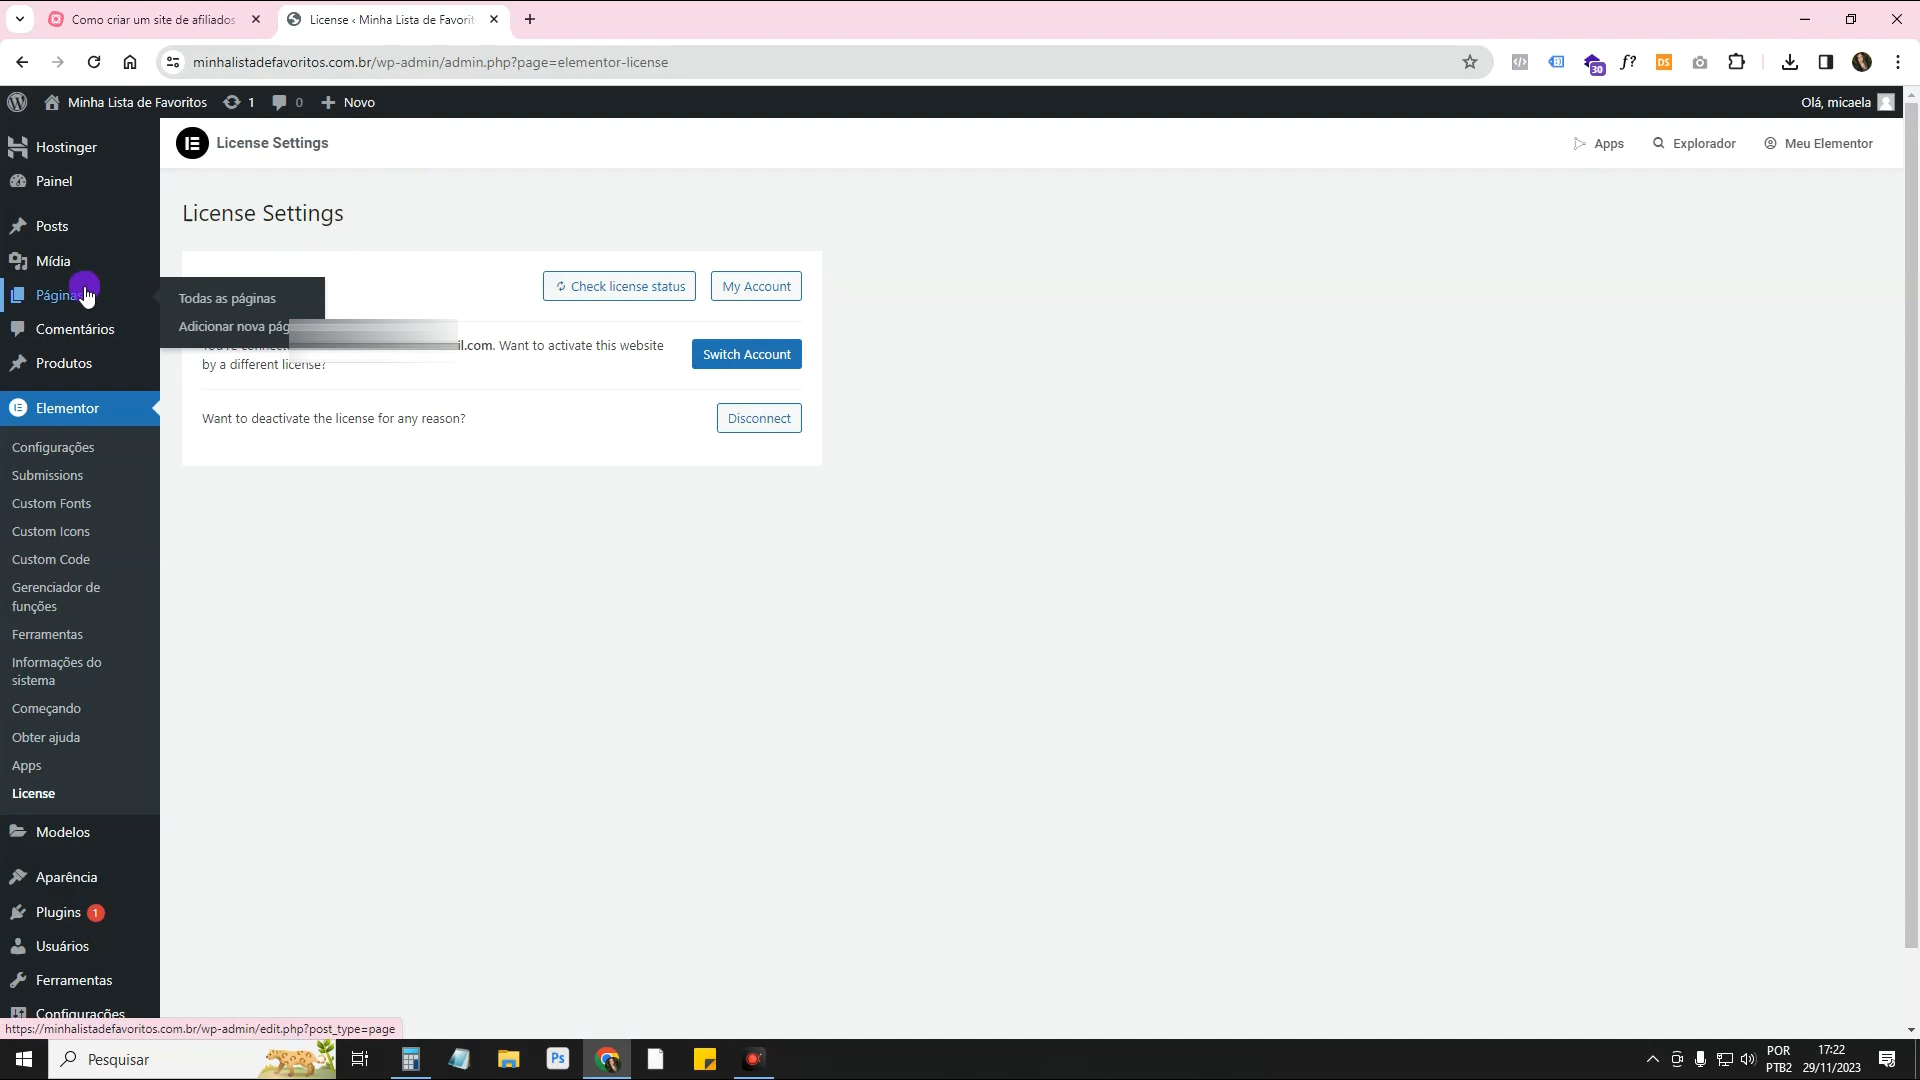 Como criar um site de afiliados
License ‹ Minha Lista de Favorit
minhalistadefavoritos.com.br/wp-admin/admin.php?page=elementor-license
f?
DS
30
Minha Lista de Favoritos
1
0
Novo
Olá, micaela
Hostinger
Painel
Posts
Mídia
Páginas
Comentários
Produtos
Elementor
Configurações
Submissions
Custom Fonts
Custom Icons
Custom Code
Gerenciador de
funções
Ferramentas
Informações do
sistema
Começando
Obter ajuda
Apps
License
Modelos
Aparência
Plugins 1
Usuários
Ferramentas
Configurações
Todas as páginas
Adicionar nova pág
License Settings
Apps
Explorador
Meu Elementor
License Settings
Check license status
My Account
il.com. Want to activate this website
by a different license?
Switch Account
Want to deactivate the license for any reason?
Disconnect
https://minhalistadefavoritos.com.br/wp-admin/edit.php?post_type=page
Pesquisar
Ps
POR
PTB2
17:22
29/11/2023